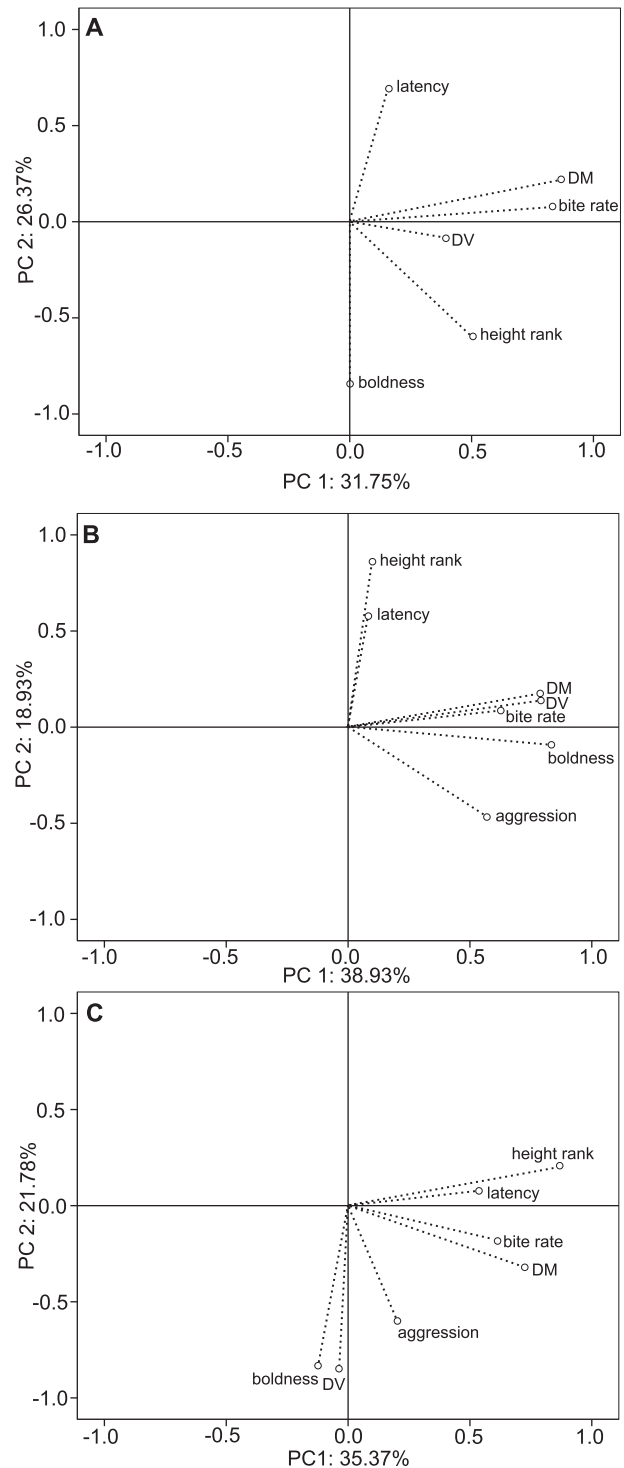 A
1.0
latency
0.5
DM
bite rate
0.0
DV
PC 2: 26.37%
-0.5
height rank
boldness
-1.0
-1.0 -0.5 0.0 0.5 1.0
PC 1: 31.75%
B
1.0
height rank
latency
0.5
DM
DV
bite rate
0.0
PC 2: 18.93%
boldness
-0.5
aggression
-1.0
-1.0 -0.5 0.0 0.5 1.0
PC 1: 38.93%
C
1.0
0.5
height rank
latency
0.0
PC 2: 21.78%
bite rate
DM
-0.5
aggression
boldness DV
-1.0
-1.0 -0.5 0.0 0.5 1.0
PC1: 35.37%